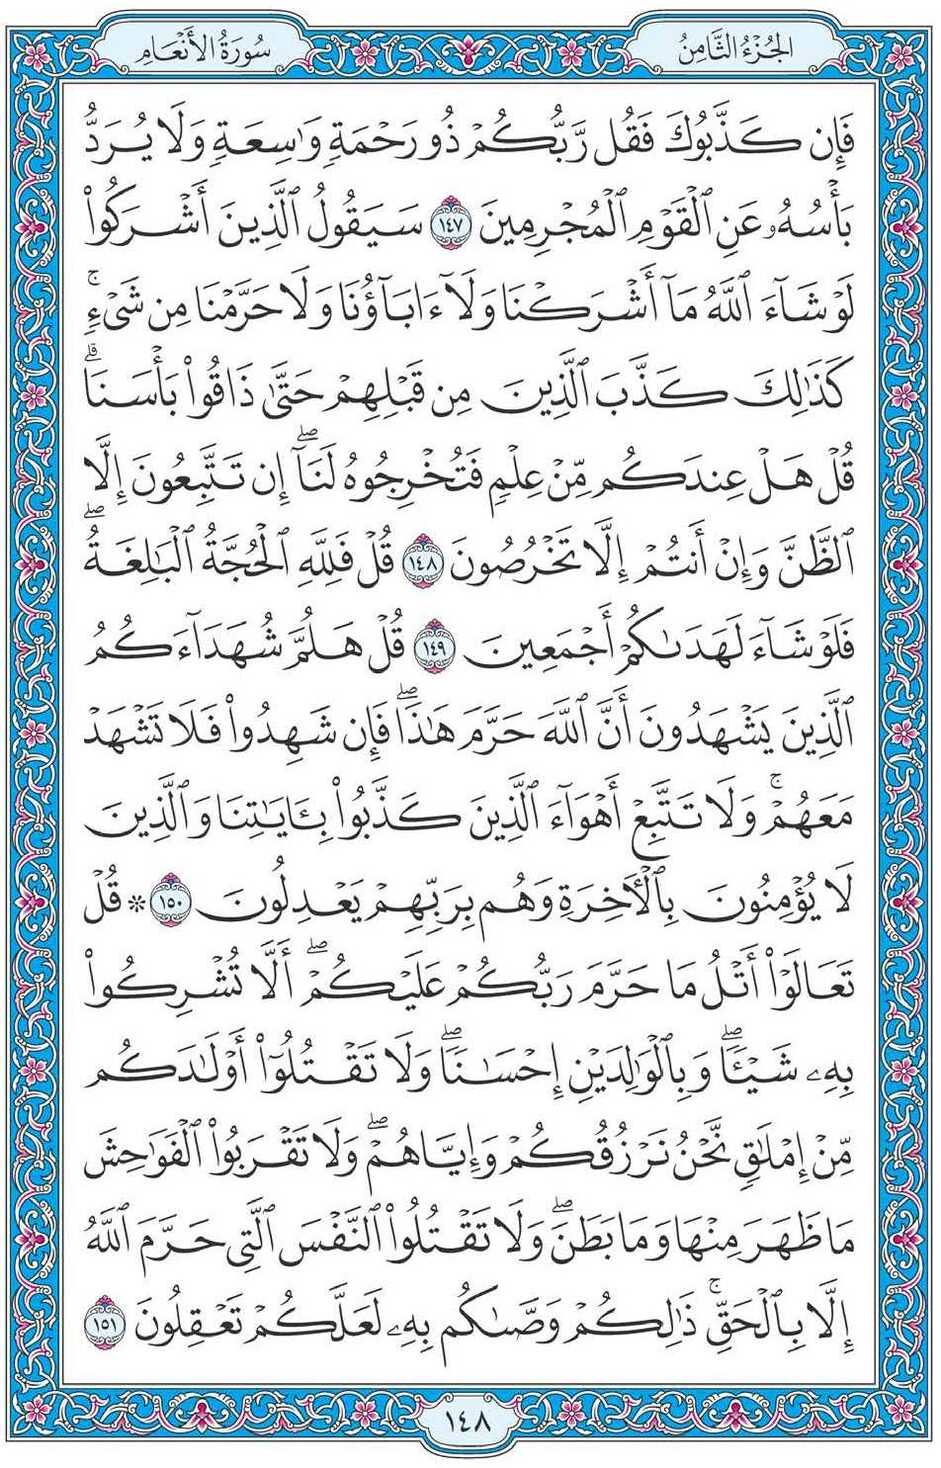 الجُزْءُ الثَّامِنُ
سُورَةُ الأَنْعَامِ
فَإِن كَذَّبُوكَ فَقُل رَّبُّكُمْ ذُو رَحْمَةٍ وَٰسِعَةٍ وَلَا يُرَدُّ
بَأْسُهُۥ عَنِ ٱلْقَوْمِ ٱلْمُجْرِمِينَ ١٤٧ سَيَقُولُ ٱلَّذِينَ أَشْرَكُوا۟
لَوْ شَآءَ ٱللَّهُ مَآ أَشْرَكْنَا وَلَآ ءَابَآؤُنَا وَلَا حَرَّمْنَا مِن شَىْءٍۚ
كَذَٰلِكَ كَذَّبَ ٱلَّذِينَ مِن قَبْلِهِمْ حَتَّىٰ ذَاقُوا۟ بَأْسَنَاۗ
قُلْ هَلْ عِندَكُم مِّنْ عِلْمٍ فَتُخْرِجُوهُ لَنَآۖ إِن تَتَّبِعُونَ إِلَّا
ٱلظَّنَّ وَإِنْ أَنتُمْ إِلَّا تَخْرُصُونَ ١٤٨ قُلْ فَلِلَّهِ ٱلْحُجَّةُ ٱلْبَٰلِغَةُۖ
فَلَوْ شَآءَ لَهَدَىٰكُمْ أَجْمَعِينَ ١٤٩ قُلْ هَلُمَّ شُهَدَآءَكُمُ
ٱلَّذِينَ يَشْهَدُونَ أَنَّ ٱللَّهَ حَرَّمَ هَٰذَاۖ فَإِن شَهِدُوا۟ فَلَا تَشْهَدْ
مَعَهُمْۚ وَلَا تَتَّبِعْ أَهْوَآءَ ٱلَّذِينَ كَذَّبُوا۟ بِـَٔايَٰتِنَا وَٱلَّذِينَ
لَا يُؤْمِنُونَ بِٱلْأَخِرَةِ وَهُم بِرَبِّهِمْ يَعْدِلُونَ ١٥٠ * قُلْ
تَعَالَوْا۟ أَتْلُ مَا حَرَّمَ رَبُّكُمْ عَلَيْكُمْۖ أَلَّا تُشْرِكُوا۟
بِهِۦ شَيْـًٔاۖ وَبِٱلْوَٰلِدَيْنِ إِحْسَٰنًاۖ وَلَا تَقْتُلُوٓا۟ أَوْلَٰدَكُم
مِّنْ إِمْلَٰقٍۢ نَّحْنُ نَرْزُقُكُمْ وَإِيَّاهُمْۖ وَلَا تَقْرَبُوا۟ ٱلْفَوَٰحِشَ
مَا ظَهَرَ مِنْهَا وَمَا بَطَنَۖ وَلَا تَقْتُلُوا۟ ٱلنَّفْسَ ٱلَّتِى حَرَّمَ ٱللَّهُ
إِلَّا بِٱلْحَقِّۚ ذَٰلِكُمْ وَصَّىٰكُم بِهِۦ لَعَلَّكُمْ تَعْقِلُونَ ١٥١
١٤٨